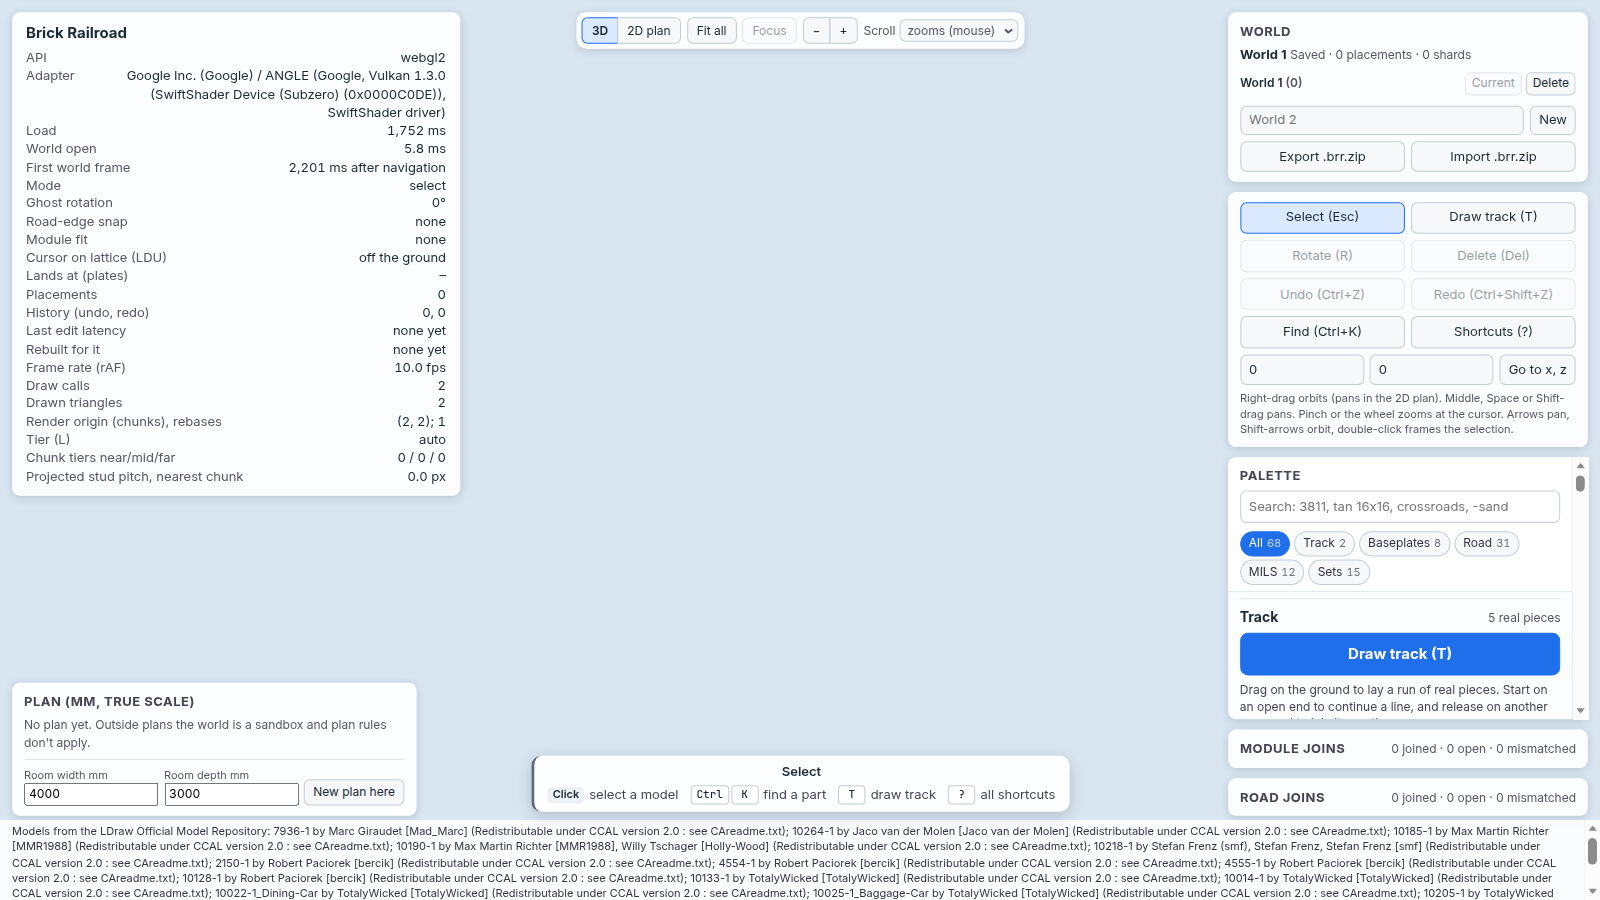 Brick Railroad
API webgl2
Adapter Google Inc. (Google) / ANGLE (Google, Vulkan 1.3.0
(SwiftShader Device (Subzero) (0x0000C0DE)),
SwiftShader driver)
Load 1,752 ms
World open 5.8 ms
First world frame 2,201 ms after navigation
Mode select
Ghost rotation 0°
Road-edge snap none
Module fit none
Cursor on lattice (LDU) off the ground
Lands at (plates) –
Placements 0
History (undo, redo) 0, 0
Last edit latency none yet
Rebuilt for it none yet
Frame rate (rAF) 10.0 fps
Draw calls 2
Drawn triangles 2
Render origin (chunks), rebases (2, 2); 1
Tier (L) auto
Chunk tiers near/mid/far 0 / 0 / 0
Projected stud pitch, nearest chunk 0.0 px
3D 2D plan Fit all Focus − + Scroll zooms (mouse)
WORLD
World 1 Saved · 0 placements · 0 shards
World 1 (0) Current Delete
World 2 New
Export .brr.zip Import .brr.zip
Select (Esc) Draw track (T)
Rotate (R) Delete (Del)
Undo (Ctrl+Z) Redo (Ctrl+Shift+Z)
Find (Ctrl+K) Shortcuts (?)
0 0 Go to x, z
Right-drag orbits (pans in the 2D plan). Middle, Space or Shift-
drag pans. Pinch or the wheel zooms at the cursor. Arrows pan,
Shift-arrows orbit, double-click frames the selection.
PALETTE
Search: 3811, tan 16x16, crossroads, -sand
All 68 Track 2 Baseplates 8 Road 31
MILS 12 Sets 15
Track 5 real pieces
Draw track (T)
Drag on the ground to lay a run of real pieces. Start on
an open end to continue a line, and release on another
MODULE JOINS 0 joined · 0 open · 0 mismatched
ROAD JOINS 0 joined · 0 open · 0 mismatched
PLAN (MM, TRUE SCALE)
No plan yet. Outside plans the world is a sandbox and plan rules
don't apply.
Room width mm Room depth mm
4000 3000 New plan here
Select
Click select a model Ctrl K find a part T draw track ? all shortcuts
Models from the LDraw Official Model Repository: 7936-1 by Marc Giraudet [Mad_Marc] (Redistributable under CCAL version 2.0 : see CAreadme.txt); 10264-1 by Jaco van der Molen [Jaco van der Molen] (Redistributable under CCAL version 2.0 : see CAreadme.txt); 10185-1 by Max Martin Richter
[MMR1988] (Redistributable under CCAL version 2.0 : see CAreadme.txt); 10190-1 by Max Martin Richter [MMR1988], Willy Tschager [Holly-Wood] (Redistributable under CCAL version 2.0 : see CAreadme.txt); 10218-1 by Stefan Frenz (smf), Stefan Frenz, Stefan Frenz [smf] (Redistributable under
CCAL version 2.0 : see CAreadme.txt); 2150-1 by Robert Paciorek [bercik] (Redistributable under CCAL version 2.0 : see CAreadme.txt); 4554-1 by Robert Paciorek [bercik] (Redistributable under CCAL version 2.0 : see CAreadme.txt); 4555-1 by Robert Paciorek [bercik] (Redistributable under CCAL
version 2.0 : see CAreadme.txt); 10128-1 by Robert Paciorek [bercik] (Redistributable under CCAL version 2.0 : see CAreadme.txt); 10133-1 by TotalyWicked [TotalyWicked] (Redistributable under CCAL version 2.0 : see CAreadme.txt); 10014-1 by TotalyWicked [TotalyWicked] (Redistributable under
CCAL version 2.0 : see CAreadme.txt); 10022-1_Dining-Car by TotalyWicked [TotalyWicked] (Redistributable under CCAL version 2.0 : see CAreadme.txt); 10025-1_Baggage-Car by TotalyWicked [TotalyWicked] (Redistributable under CCAL version 2.0 : see CAreadme.txt); 10205-1 by TotalyWicked